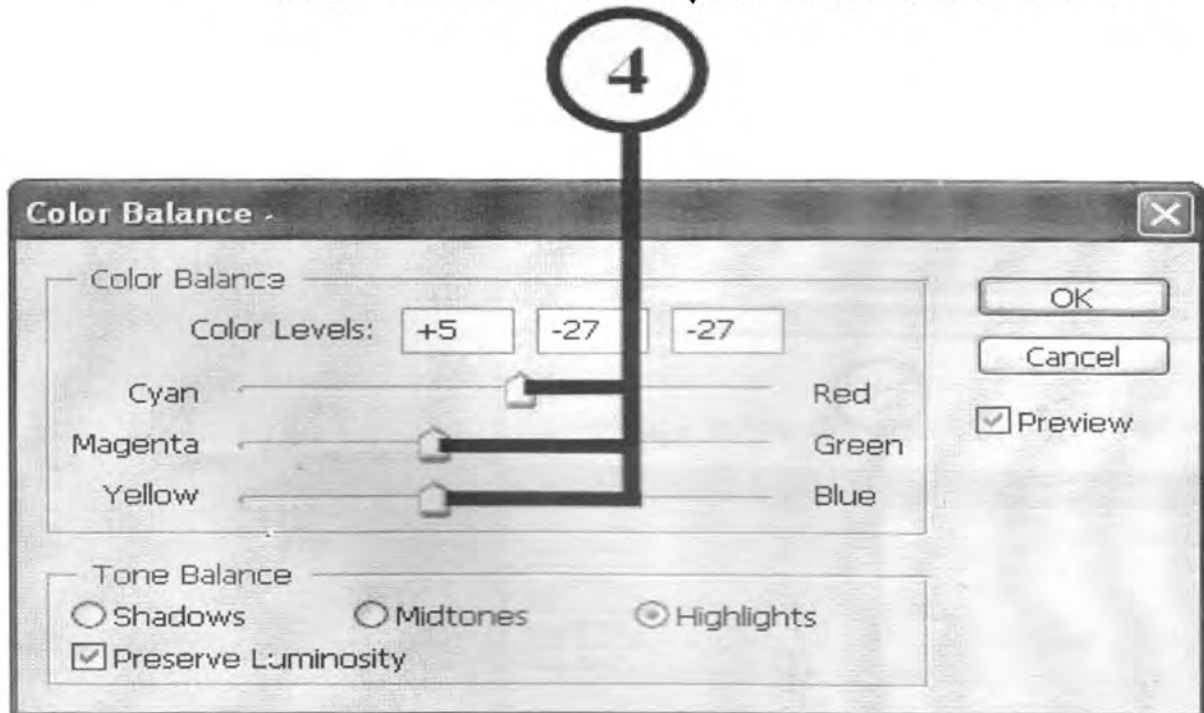 4
Color Balance
Color Balance
OK
Color Levels: +5 -27 -27
Cancel
Cyan Red
Preview
Magenta Green
Yellow Blue
Tone Balance
Shadows Midtones Highlights
Preserve Luminosity